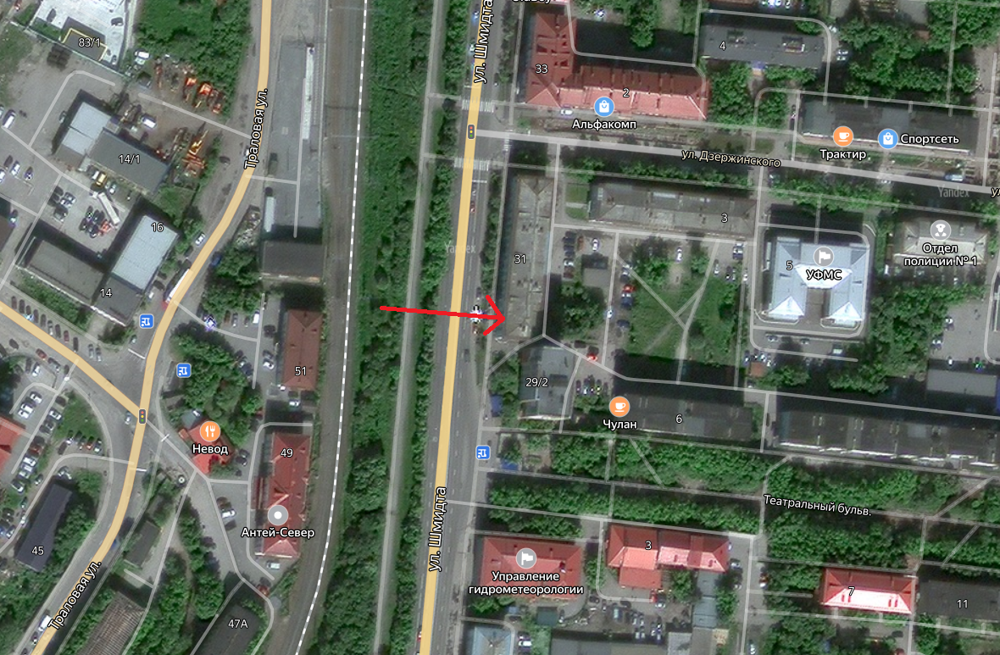 83/1
ул. Шмидта
33
2
4
Альфакомп
Траловая ул.
14/1
Трактир
Спортсеть
ул. Дзержинского
Yandex
16
3
Отдел
полиции № 1
Yandex
31
5
УФМС
14
51
29/2
Чулан
6
Невод
49
Театральный бульв.
ул. Шмидта
Антей-Север
45
3
Управление
гидрометеорологии
Траловая ул.
7
11
47А